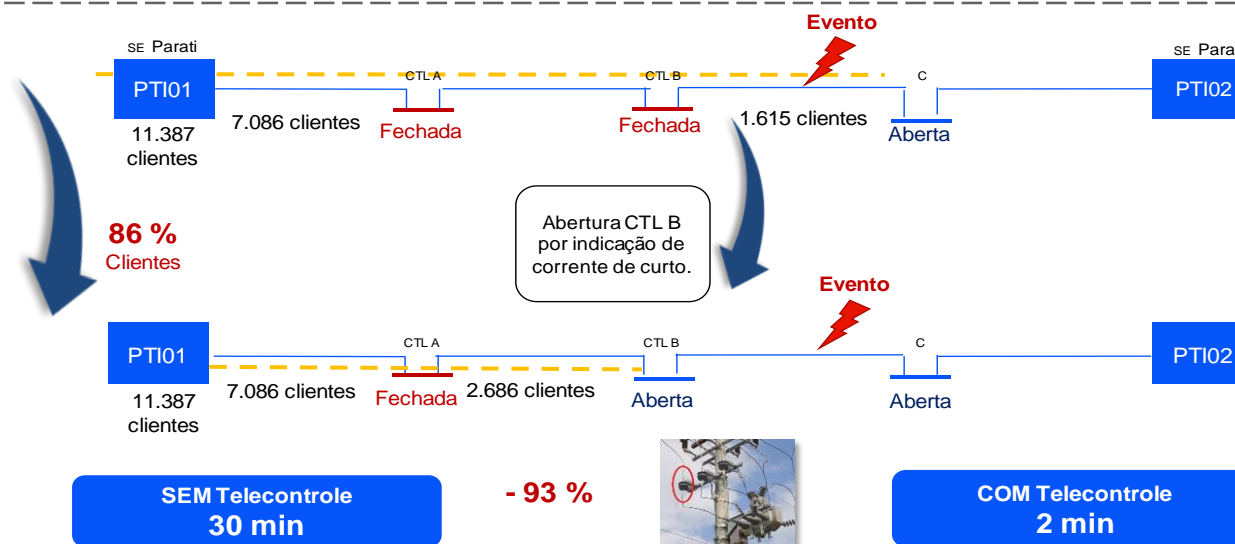 Evento
SE Parati
CTL A
CTL B
C
SE Para
PTI01
PTI02
7.086 clientes
1.615 clientes
Fechada
Fechada
Aberta
11.387
clientes
86 %
Clientes
Abertura CTL B
por indicação de
corrente de curto.
Evento
CTL A
CTL B
C
PTI01
PTI02
7.086 clientes
Fechada
2.686 clientes
Aberta
Aberta
11.387
clientes
SEM Telecontrole
30 min
- 93 %
COM Telecontrole
2 min